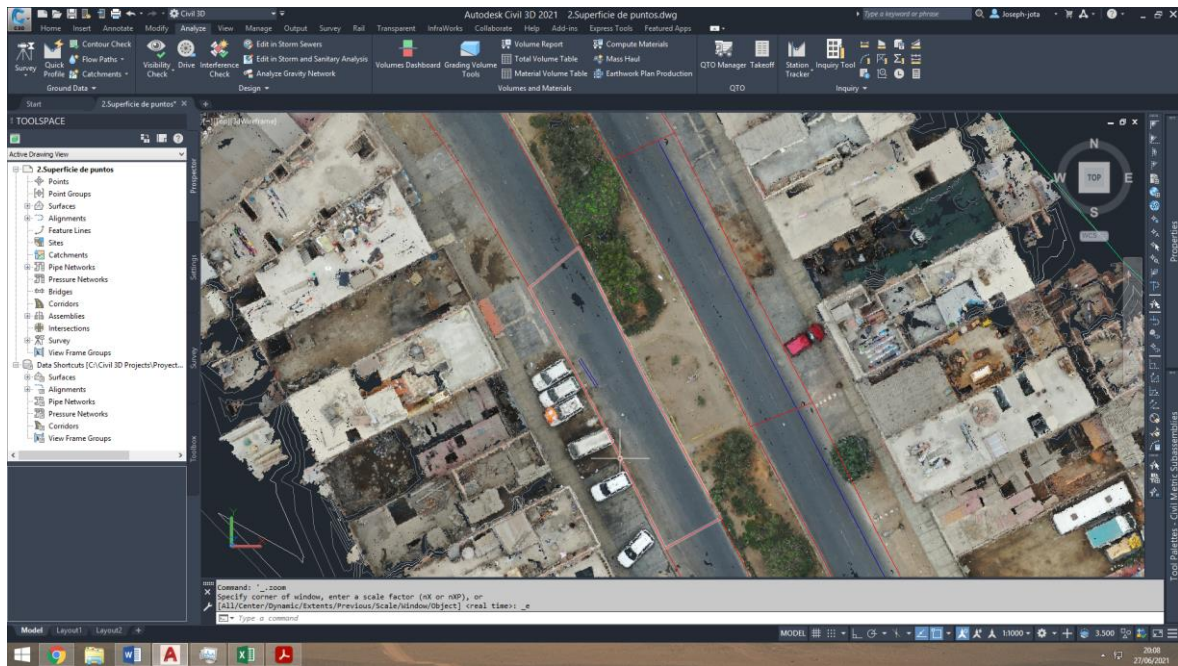 Civil 3D
Autodesk Civil 3D 2021 2.Superficie de puntos.dwg
Type a keyword or phrase
Joseph-jota
Home Insert Annotate Modify Analyze View Manage Output Survey Rail Transparent InfraWorks Collaborate Help Add-ins Express Tools Featured Apps
Survey
Quick Profile
Contour Check
Flow Paths
Catchments
Ground Data
Visibility Check
Drive
Interference Check
Edit in Storm Sewers
Edit in Storm and Sanitary Analysis
Analyze Gravity Network
Design
Volumes Dashboard
Grading Volume Tools
Volume Report
Total Volume Table
Material Volume Table
Compute Materials
Mass Haul
Earthwork Plan Production
Volumes and Materials
QTO Manager
Takeoff
QTO
Station Tracker
Inquiry Tool
Inquiry
Start
2.Superficie de puntos*
TOOLSPACE
Active Drawing View
2.Superficie de puntos
Points
Point Groups
Surfaces
Alignments
Feature Lines
Sites
Catchments
Pipe Networks
Pressure Networks
Bridges
Corridors
Assemblies
Intersections
Survey
View Frame Groups
Data Shortcuts [C:\Civil 3D Projects\Proyect...
Surfaces
Alignments
Pipe Networks
Pressure Networks
Corridors
View Frame Groups
Prospector
Settings
Survey
Toolbox
N
W TOP E
S
Properties
Tool Palettes - Civil Metric Subassemblies
Command: '_.zoom
Specify corner of window, enter a scale factor (nX or nXP), or
[All/Center/Dynamic/Extents/Previous/Scale/Window/Object] <real time>: _e
Type a command
Model Layout1 Layout2 +
MODEL
1:1000
3.500
20:08
27/06/2021